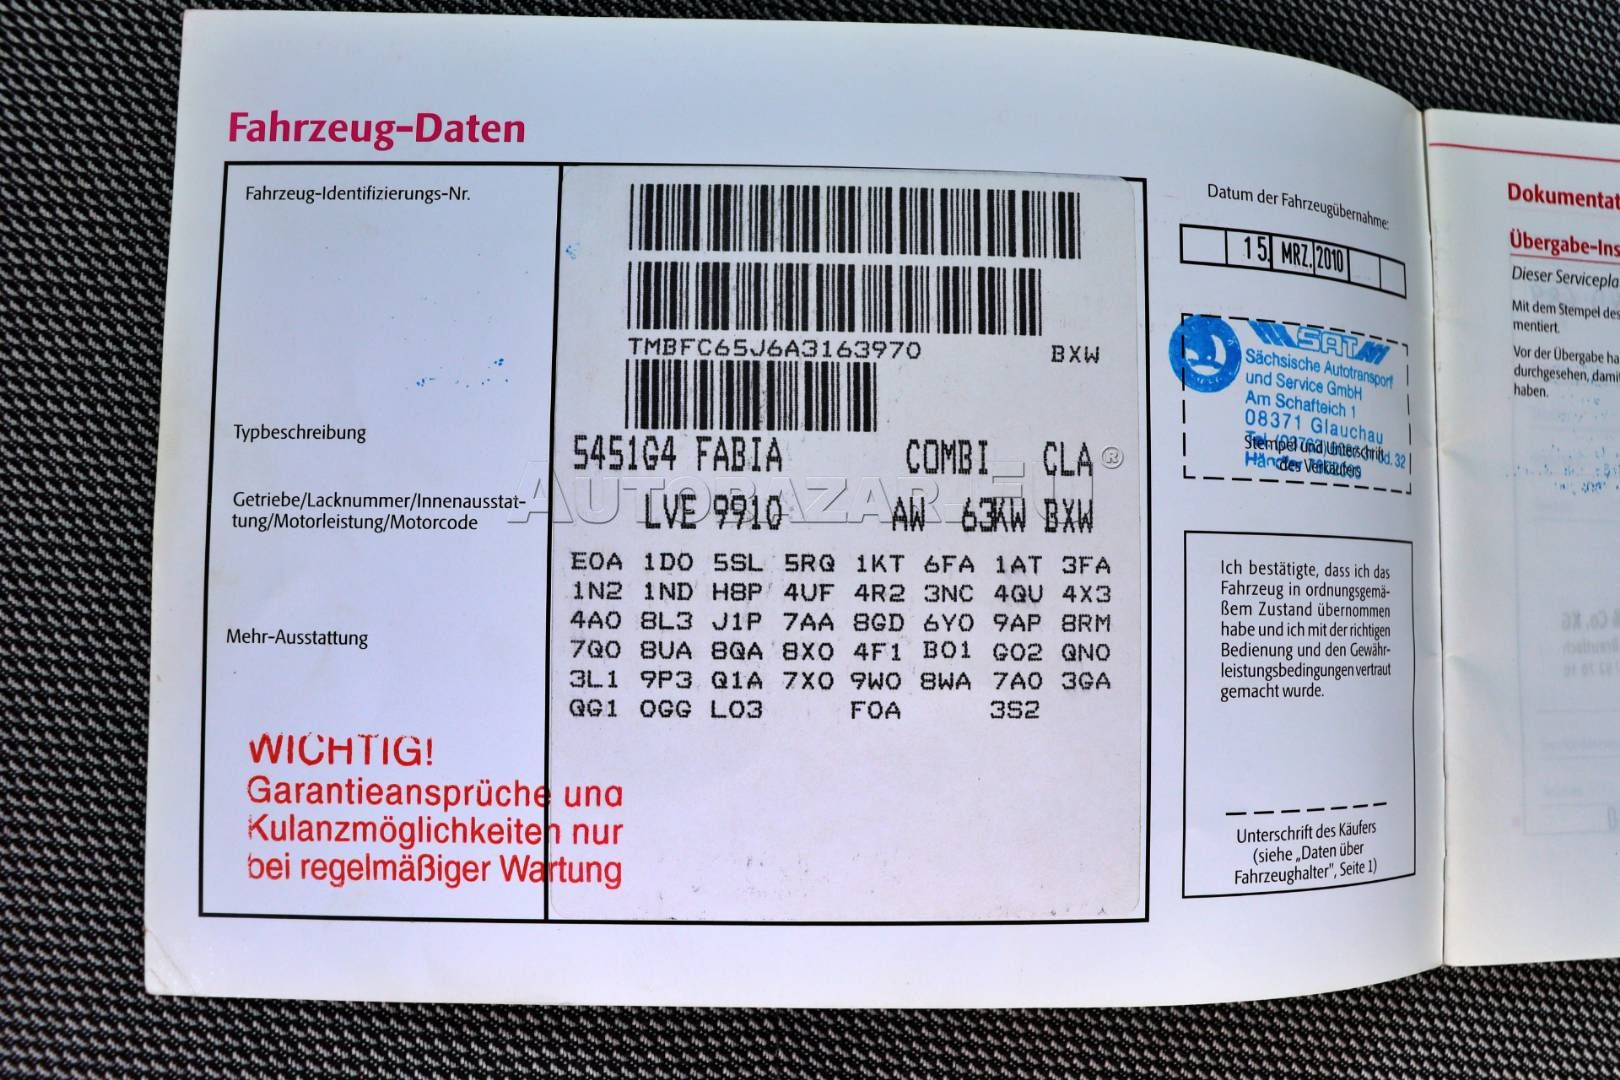 Fahrzeug-Daten
Fahrzeug-Identifizierungs-Nr.
TMBFC65J6A3163970 BXW
Typbeschreibung
5451G4 FABIA COMBI CLA
Getriebe/Lacknummer/Innenausstat-
tung/Motorleistung/Motorcode
LVE 9910 AW 63KW BXW
AUTOBAZAR.EU®
Mehr-Ausstattung
E0A 1D0 5SL 5RQ 1KT 6FA 1AT 3FA
1N2 1ND H8P 4UF 4R2 3NC 4QU 4X3
4A0 8L3 J1P 7AA 8GD 6Y0 9AP 8RM
7Q0 8UA 8QA 8X0 4F1 B01 G02 QN0
3L1 9P3 Q1A 7X0 9W0 8WA 7A0 3GA
QG1 0GG L03 F0A 3S2
WICHTIG!
Garantieansprüche und
Kulanzmöglichkeiten nur
bei regelmäßiger Wartung
Datum der Fahrzeugübernahme:
15. MRZ. 2010
SAT
Sächsische Autotransport
und Service GmbH
Am Schafteich 1
08371 Glauchau
Stempel und Unterschrift
des Verkäufers
Ich bestätigte, dass ich das
Fahrzeug in ordnungsgemä-
ßem Zustand übernommen
habe und ich mit der richtigen
Bedienung und den Gewähr-
leistungsbedingungen vertraut
gemacht wurde.
Unterschrift des Käufers
(siehe „Daten über
Fahrzeughalter", Seite 1)
Dokumentat
Übergabe-Ins
Dieser Servicepla
Mit dem Stempel des
mentiert.
Vor der Übergabe ha
durchgesehen, dami
haben.